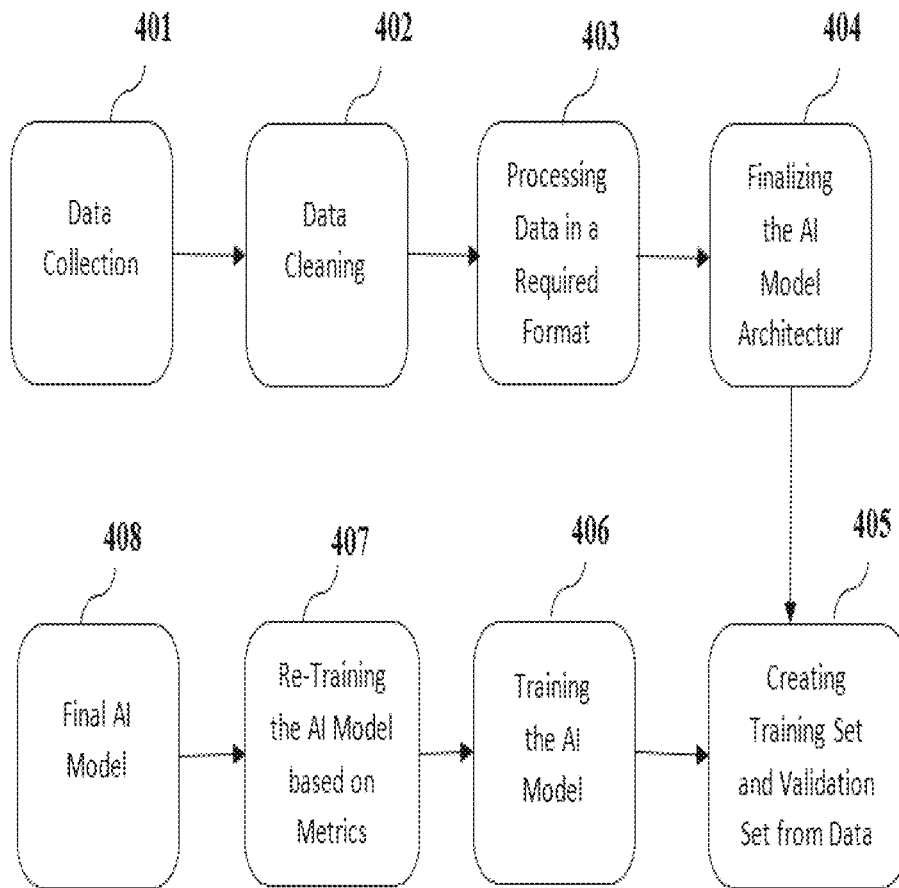 401
402
403
404
Data
Collection
Data
Cleaning
Processing
Data in a
Required
Format
Finalizing
the AI
Model
Architectur
408
407
406
405
Final AI
Model
Re-Training
the AI Model
based on
Metrics
Training
the AI
Model
Creating
Training Set
and Validation
Set from Data